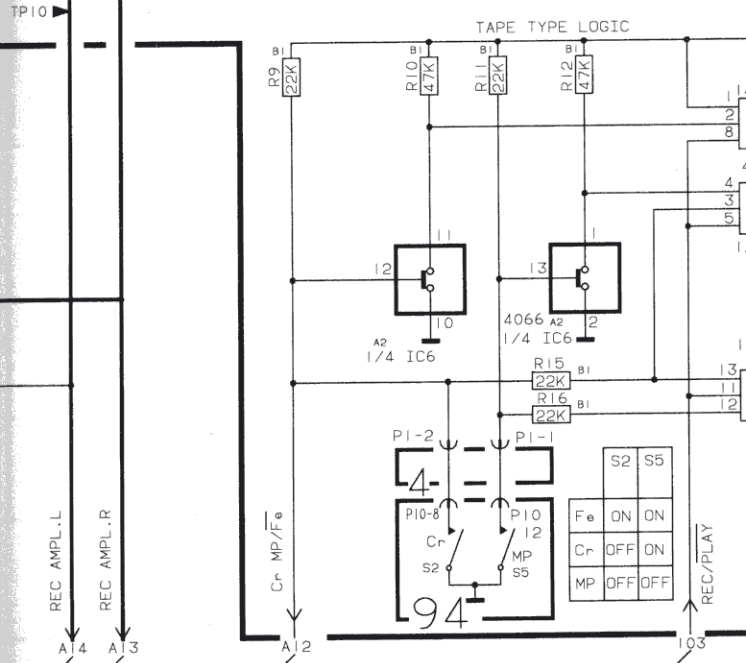 TP10
TAPE TYPE LOGIC
B1 B1 B1 B1
R9 22K R10 47K R11 22K R12 47K
1
2
8
4
3
5
11 1
12 13
10 2
4066 A2
1/4 IC6
A2
1/4 IC6
R15 B1
22K
13
R16 B1
11
22K
12
P1-2 P1-1
4
S2 S5
P10-8 P10
12
Fe ON ON
Cr OFF ON
MP OFF OFF
Cr MP
S2 S5
94
REC AMPL.L
REC AMPL.R
Cr MP/Fe
REC/PLAY
A14 A13 A12 103